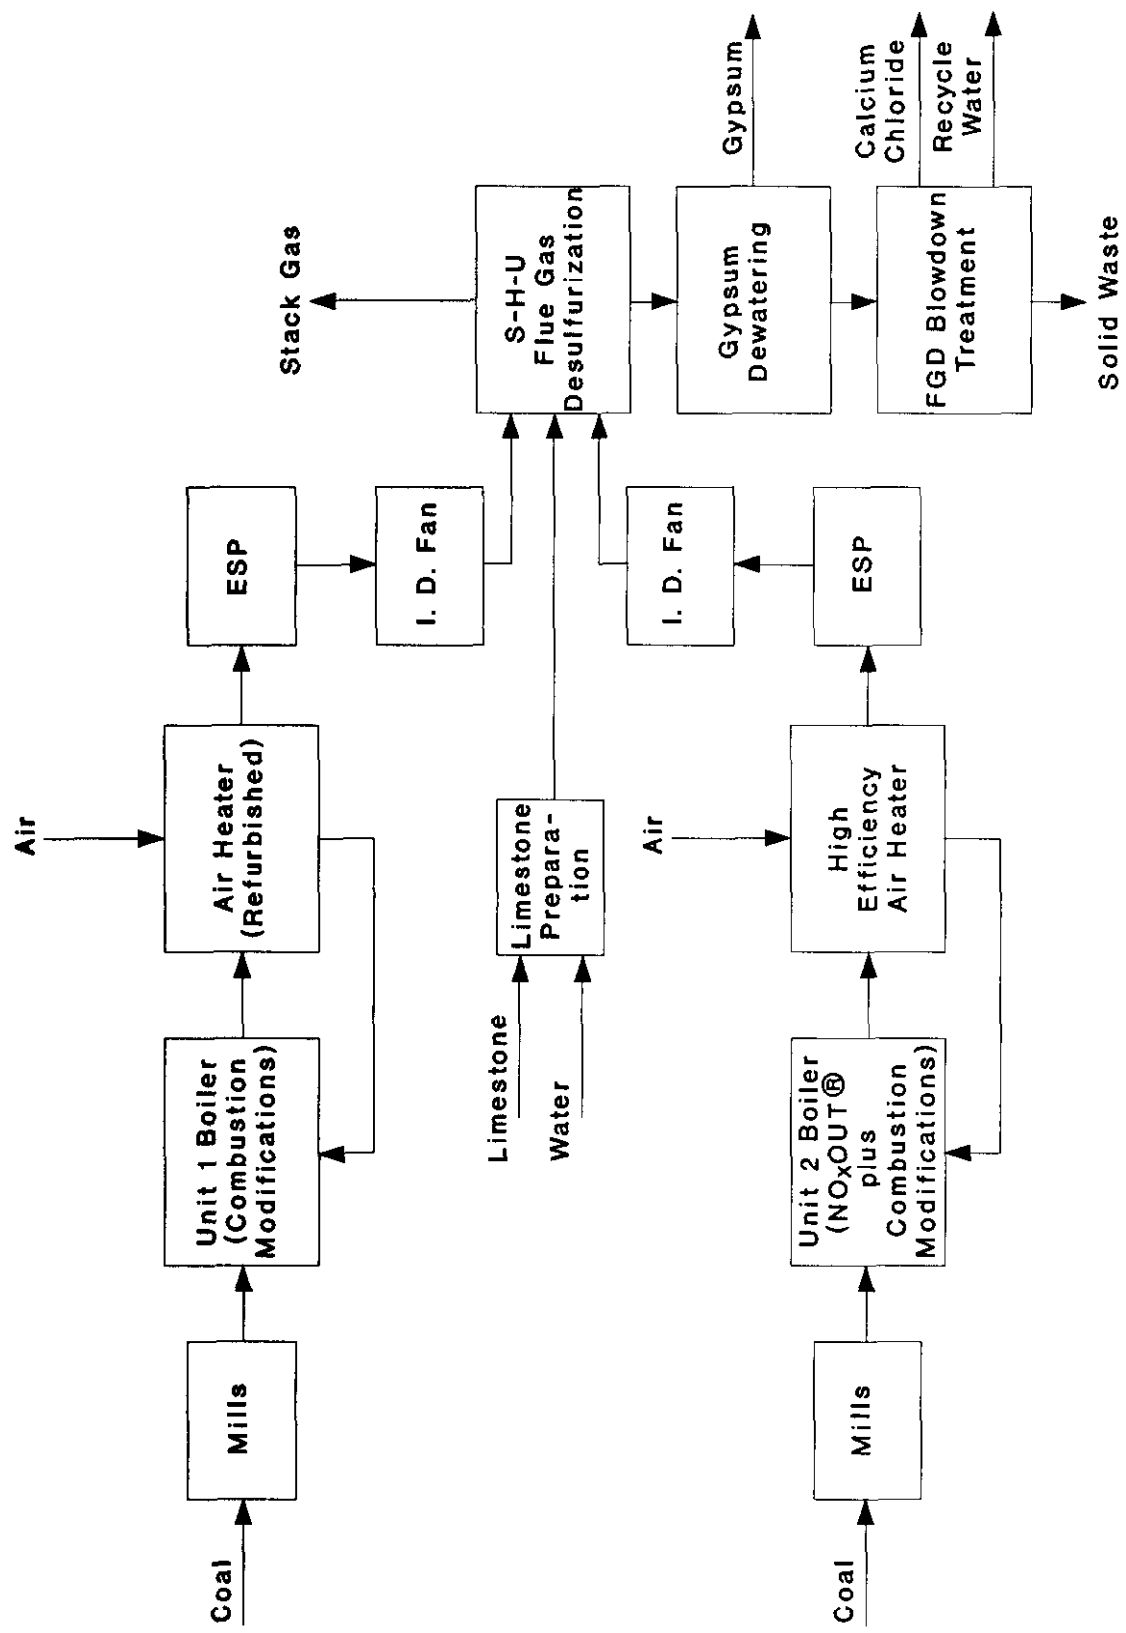 Coal
Mills
Unit 1 Boiler
(Combustion
Modifications)
Air
Air Heater
(Refurbished)
ESP
I. D. Fan
Limestone
Water
Limestone
Prepara-
tion
Stack Gas
S-H-U
Flue Gas
Desulfurization
Gypsum
Dewatering
Gypsum
FGD Blowdown
Treatment
Calcium
Chloride
Recycle
Water
Solid Waste
Coal
Mills
Unit 2 Boiler
(NOxOUT®
plus
Combustion
Modifications)
Air
High
Efficiency
Air Heater
ESP
I. D. Fan